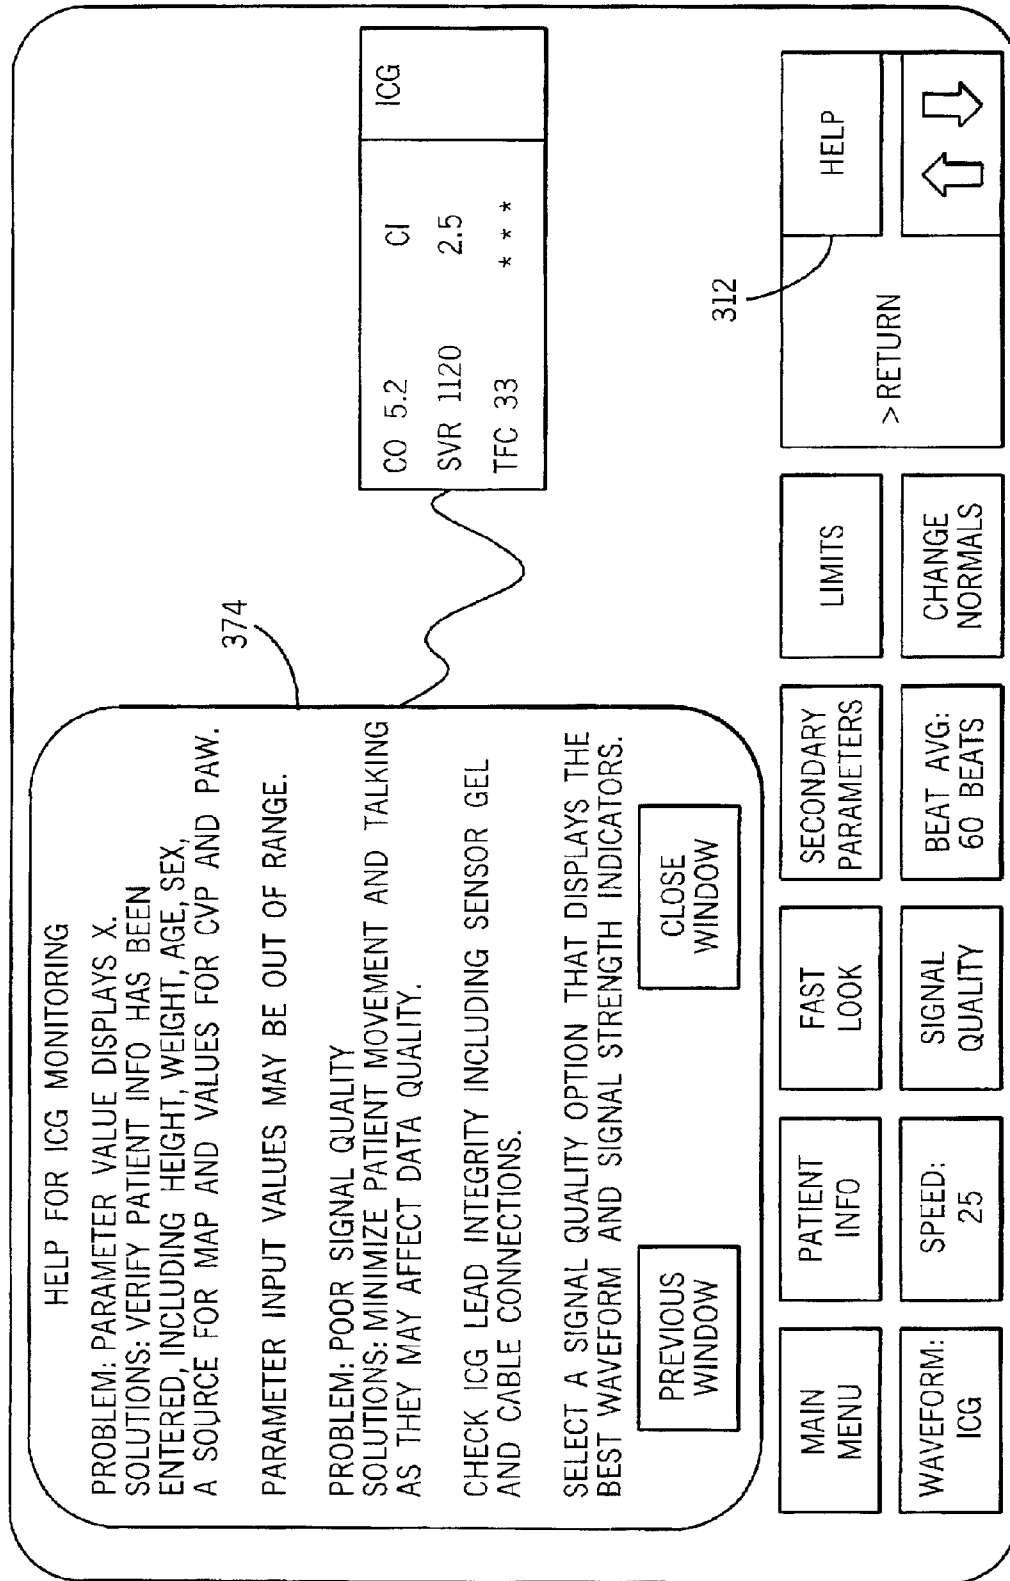 HELP FOR ICG MONITORING
PROBLEM: PARAMETER VALUE DISPLAYS X.
SOLUTIONS: VERIFY PATIENT INFO HAS BEEN
ENTERED, INCLUDING HEIGHT, WEIGHT, AGE, SEX,
A SOURCE FOR MAP AND VALUES FOR CVP AND PAW.
PARAMETER INPUT VALUES MAY BE OUT OF RANGE.
PROBLEM: POOR SIGNAL QUALITY
SOLUTIONS: MINIMIZE PATIENT MOVEMENT AND TALKING
AS THEY MAY AFFECT DATA QUALITY.
CHECK ICG LEAD INTEGRITY INCLUDING SENSOR GEL
AND CABLE CONNECTIONS.
SELECT A SIGNAL QUALITY OPTION THAT DISPLAYS THE
BEST WAVEFORM AND SIGNAL STRENGTH INDICATORS.
PREVIOUS
WINDOW
CLOSE
WINDOW
374
CO 5.2 CI
SVR 1120 2.5
TFC 33 * * *
ICG
312
MAIN
MENU
PATIENT
INFO
FAST
LOOK
SECONDARY
PARAMETERS
LIMITS
>RETURN
HELP
WAVEFORM:
ICG
SPEED:
25
SIGNAL
QUALITY
BEAT AVG:
60 BEATS
CHANGE
NORMALS